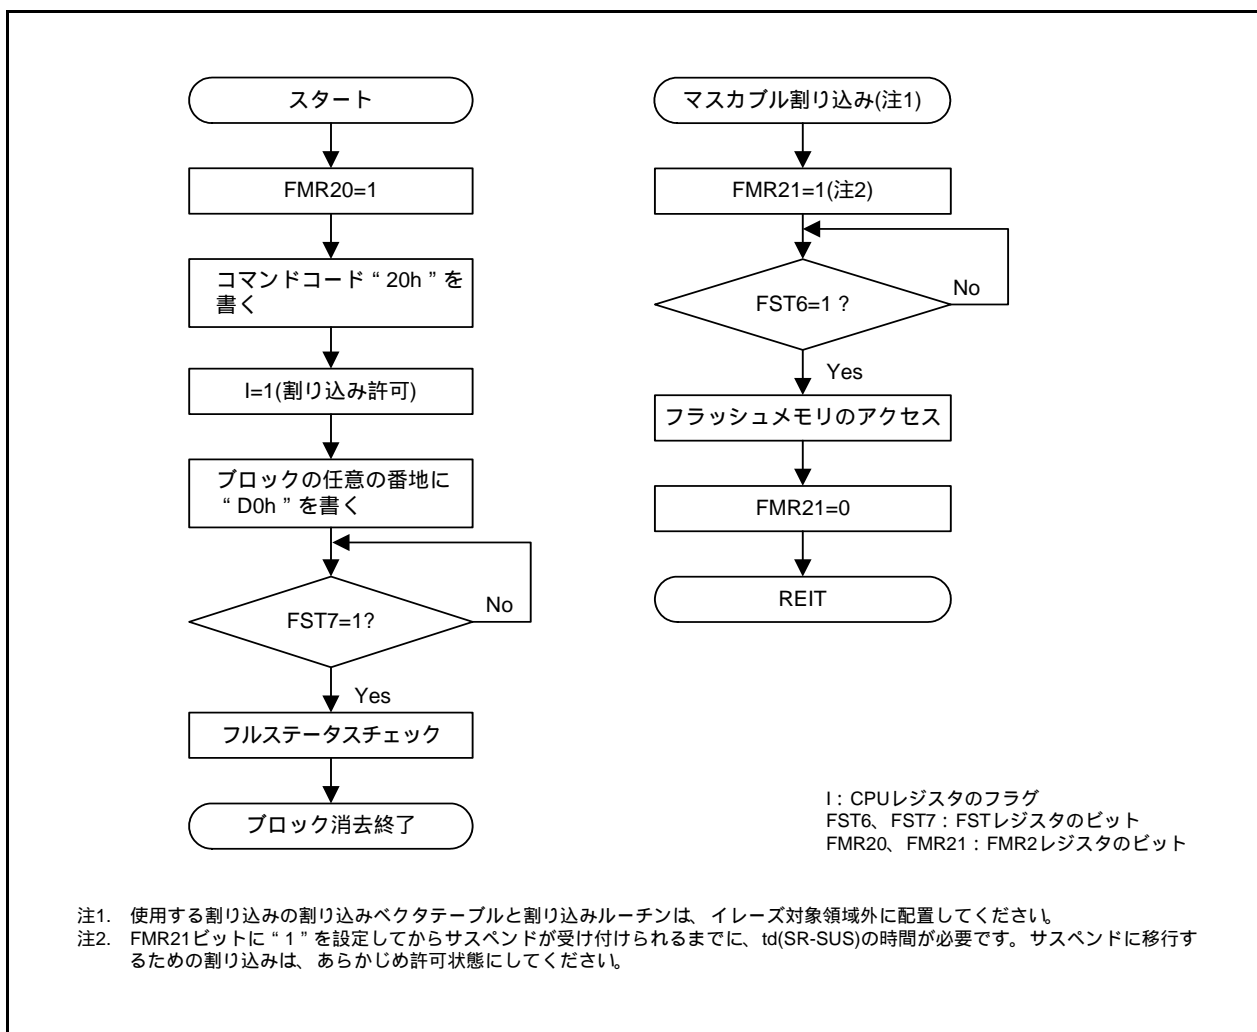 スタート
FMR20=1
コマンドコード“20h”を
書く
I=1(割り込み許可)
ブロックの任意の番地に
“D0h”を書く
FST7=1?
No
Yes
フルステータスチェック
ブロック消去終了
マスカブル割り込み(注1)
FMR21=1(注2)
FST6=1？
No
Yes
フラッシュメモリのアクセス
FMR21=0
REIT
I：CPUレジスタのフラグ
FST6、FST7：FSTレジスタのビット
FMR20、FMR21：FMR2レジスタのビット
注1. 使用する割り込みの割り込みベクタテーブルと割り込みルーチンは、イレーズ対象領域外に配置してください。
注2. FMR21ビットに“1”を設定してからサスペンドが受け付けられるまでに、td(SR-SUS)の時間が必要です。サスペンドに移行す
るための割り込みは、あらかじめ許可状態にしてください。